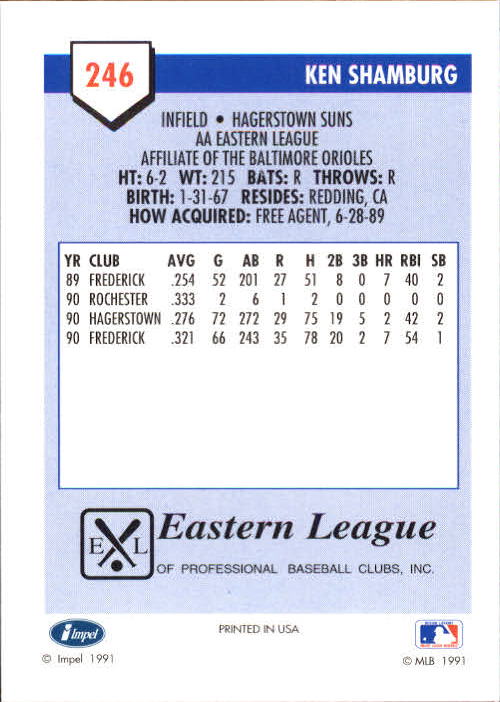 246
KEN SHAMBURG
INFIELD • HAGERSTOWN SUNS
AA EASTERN LEAGUE
AFFILIATE OF THE BALTIMORE ORIOLES
HT: 6-2 WT: 215 BATS: R THROWS: R
BIRTH: 1-31-67 RESIDES: REDDING, CA
HOW ACQUIRED: FREE AGENT, 6-28-89
YR CLUB AVG G AB R H 2B 3B HR RBI SB
89 FREDERICK .254 52 201 27 51 8 0 7 40 2
90 ROCHESTER .333 2 6 1 2 0 0 0 0 0
90 HAGERSTOWN .276 72 272 29 75 19 5 2 42 2
90 FREDERICK .321 66 243 35 78 20 2 7 54 1
E L
Eastern League
OF PROFESSIONAL BASEBALL CLUBS, INC.
impel
PRINTED IN USA
© Impel 1991
© MLB 1991